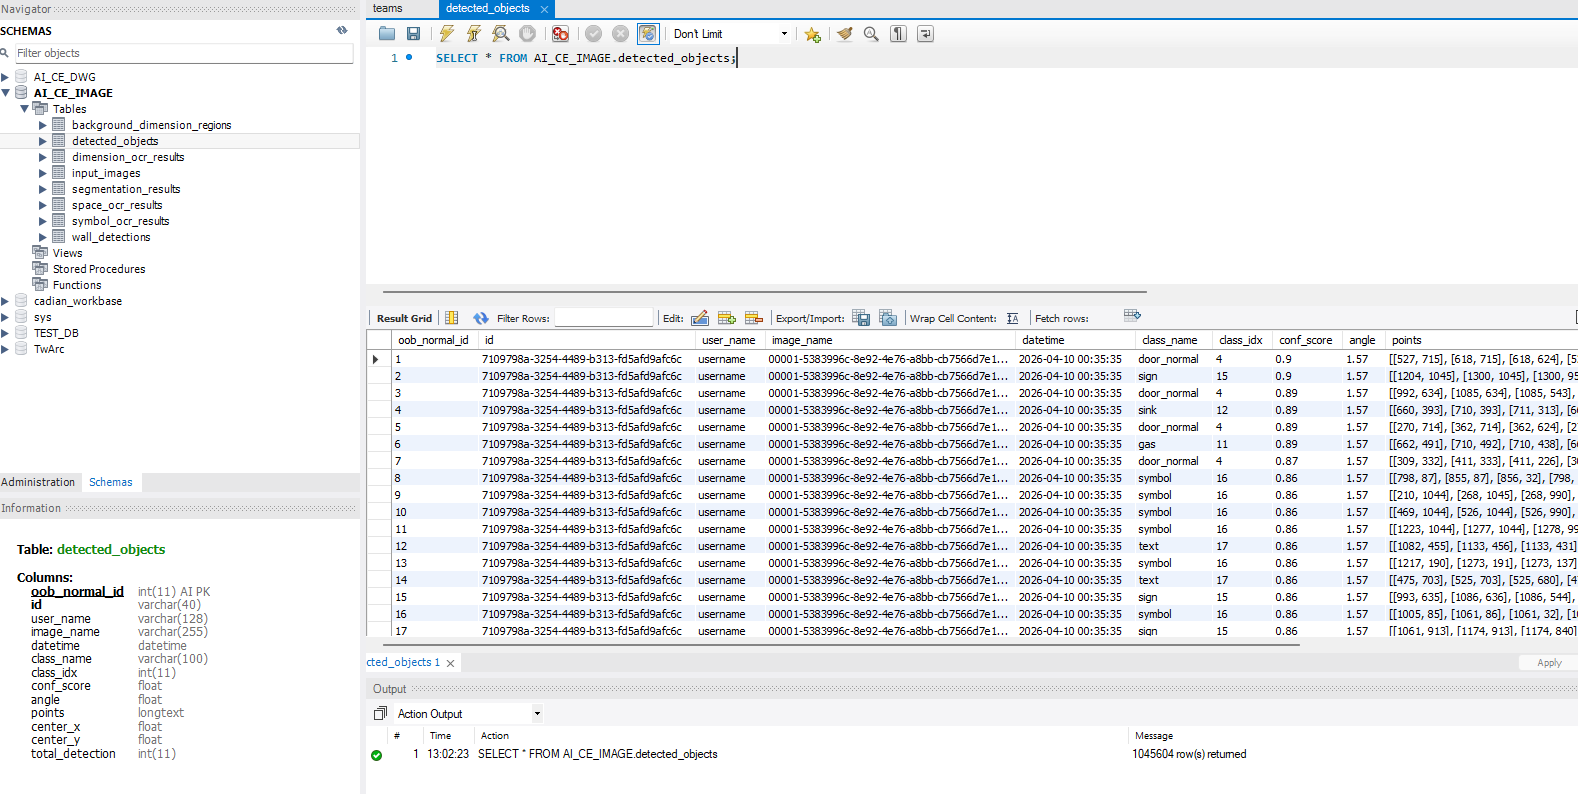 Navigator
SCHEMAS
Filter objects
AI_CE_DWG
AI_CE_IMAGE
Tables
background_dimension_regions
detected_objects
dimension_ocr_results
input_images
segmentation_results
space_ocr_results
symbol_ocr_results
wall_detections
Views
Stored Procedures
Functions
cadian_workbase
sys
TEST_DB
TwArc
Administration Schemas
Information
Table: detected_objects
Columns:
oob_normal_id int(11) AI PK
id varchar(40)
user_name varchar(128)
image_name varchar(255)
datetime datetime
class_name varchar(100)
class_idx int(11)
conf_score float
angle float
points longtext
center_x float
center_y float
total_detection int(11)
teams detected_objects
Don't Limit
1 SELECT * FROM AI_CE_IMAGE.detected_objects;
Result Grid Filter Rows: Edit: Export/Import: Wrap Cell Content: Fetch rows:
oob_normal_id id user_name image_name datetime class_name class_idx conf_score angle points
1 7109798a-3254-4489-b313-fd5afd9afc6c username 00001-5383996c-8e92-4e76-a8bb-cb7566d7e1... 2026-04-10 00:35:35 door_normal 4 0.9 1.57 [[527, 715], [618, 715], [618, 624], [5
2 7109798a-3254-4489-b313-fd5afd9afc6c username 00001-5383996c-8e92-4e76-a8bb-cb7566d7e1... 2026-04-10 00:35:35 sign 15 0.9 1.57 [[1204, 1045], [1300, 1045], [1300, 95
3 7109798a-3254-4489-b313-fd5afd9afc6c username 00001-5383996c-8e92-4e76-a8bb-cb7566d7e1... 2026-04-10 00:35:35 door_normal 4 0.89 1.57 [[992, 634], [1085, 634], [1085, 543],
4 7109798a-3254-4489-b313-fd5afd9afc6c username 00001-5383996c-8e92-4e76-a8bb-cb7566d7e1... 2026-04-10 00:35:35 sink 12 0.89 1.57 [[660, 393], [710, 393], [711, 313], [6
5 7109798a-3254-4489-b313-fd5afd9afc6c username 00001-5383996c-8e92-4e76-a8bb-cb7566d7e1... 2026-04-10 00:35:35 door_normal 4 0.89 1.57 [[270, 714], [362, 714], [362, 624], [27
6 7109798a-3254-4489-b313-fd5afd9afc6c username 00001-5383996c-8e92-4e76-a8bb-cb7566d7e1... 2026-04-10 00:35:35 gas 11 0.89 1.57 [[662, 491], [710, 492], [710, 438], [6
7 7109798a-3254-4489-b313-fd5afd9afc6c username 00001-5383996c-8e92-4e76-a8bb-cb7566d7e1... 2026-04-10 00:35:35 door_normal 4 0.87 1.57 [[309, 332], [411, 333], [411, 226], [30
8 7109798a-3254-4489-b313-fd5afd9afc6c username 00001-5383996c-8e92-4e76-a8bb-cb7566d7e1... 2026-04-10 00:35:35 symbol 16 0.86 1.57 [[798, 87], [855, 87], [856, 32], [798,
9 7109798a-3254-4489-b313-fd5afd9afc6c username 00001-5383996c-8e92-4e76-a8bb-cb7566d7e1... 2026-04-10 00:35:35 symbol 16 0.86 1.57 [[210, 1044], [268, 1045], [268, 990],
10 7109798a-3254-4489-b313-fd5afd9afc6c username 00001-5383996c-8e92-4e76-a8bb-cb7566d7e1... 2026-04-10 00:35:35 symbol 16 0.86 1.57 [[469, 1044], [526, 1044], [526, 990],
11 7109798a-3254-4489-b313-fd5afd9afc6c username 00001-5383996c-8e92-4e76-a8bb-cb7566d7e1... 2026-04-10 00:35:35 symbol 16 0.86 1.57 [[1223, 1044], [1277, 1044], [1278, 99
12 7109798a-3254-4489-b313-fd5afd9afc6c username 00001-5383996c-8e92-4e76-a8bb-cb7566d7e1... 2026-04-10 00:35:35 text 17 0.86 1.57 [[1082, 455], [1133, 456], [1133, 431]
13 7109798a-3254-4489-b313-fd5afd9afc6c username 00001-5383996c-8e92-4e76-a8bb-cb7566d7e1... 2026-04-10 00:35:35 symbol 16 0.86 1.57 [[1217, 190], [1273, 191], [1273, 137]
14 7109798a-3254-4489-b313-fd5afd9afc6c username 00001-5383996c-8e92-4e76-a8bb-cb7566d7e1... 2026-04-10 00:35:35 text 17 0.86 1.57 [[475, 703], [525, 703], [525, 680], [47
15 7109798a-3254-4489-b313-fd5afd9afc6c username 00001-5383996c-8e92-4e76-a8bb-cb7566d7e1... 2026-04-10 00:35:35 sign 15 0.86 1.57 [[993, 635], [1086, 636], [1086, 544],
16 7109798a-3254-4489-b313-fd5afd9afc6c username 00001-5383996c-8e92-4e76-a8bb-cb7566d7e1... 2026-04-10 00:35:35 symbol 16 0.86 1.57 [[1005, 85], [1061, 86], [1061, 32], [10
17 7109798a-3254-4489-b313-fd5afd9afc6c username 00001-5383996c-8e92-4e76-a8bb-cb7566d7e1... 2026-04-10 00:35:35 sign 15 0.86 1.57 [[1061, 913], [1174, 913], [1174, 840]
cted_objects 1
Apply
Output
Action Output
# Time Action Message
1 13:02:23 SELECT * FROM AI_CE_IMAGE.detected_objects 1045604 row(s) returned